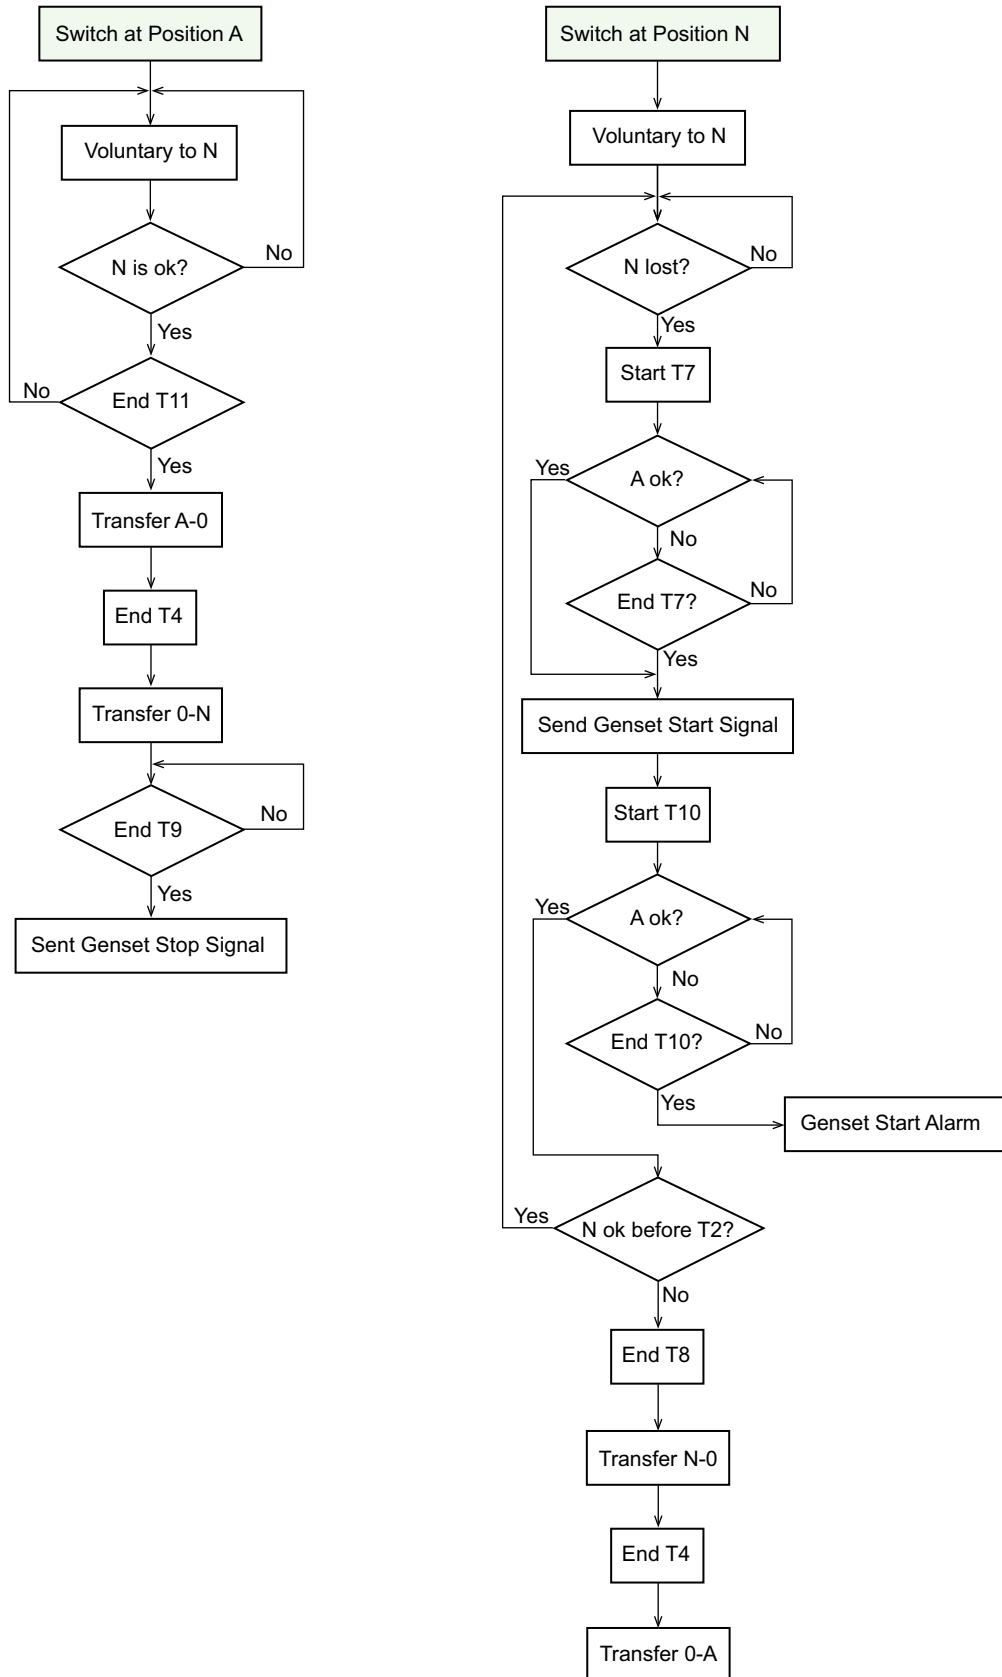 Switch at Position A
Voluntary to N
N is ok?
No
Yes
End T11
No
Yes
Transfer A-0
End T4
Transfer 0-N
End T9
No
Yes
Sent Genset Stop Signal
Switch at Position N
Voluntary to N
N lost?
No
Yes
Start T7
Yes
A ok?
No
End T7?
No
Yes
Send Genset Start Signal
Start T10
Yes
A ok?
No
End T10?
No
Yes
Genset Start Alarm
Yes
N ok before T2?
No
End T8
Transfer N-0
End T4
Transfer 0-A